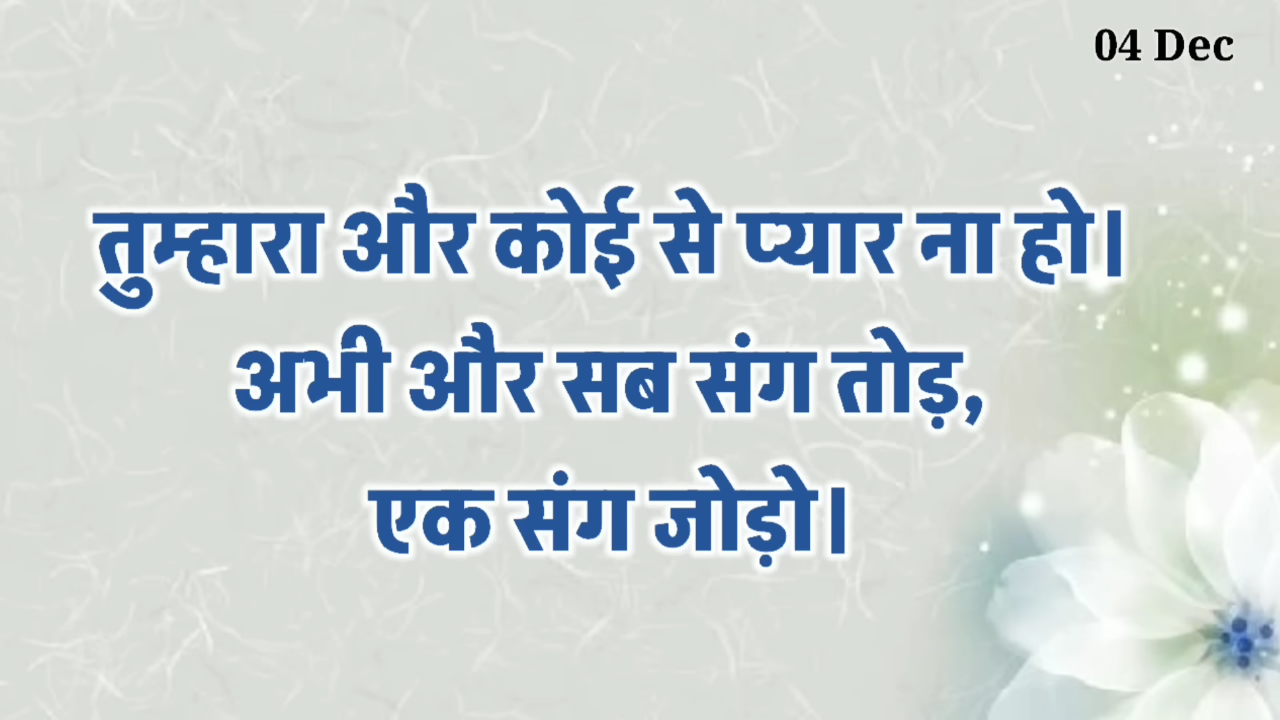 04 Dec
तुम्हारा और कोई से प्यार ना हो।
अभी और सब संग तोड़,
एक संग जोड़ो।